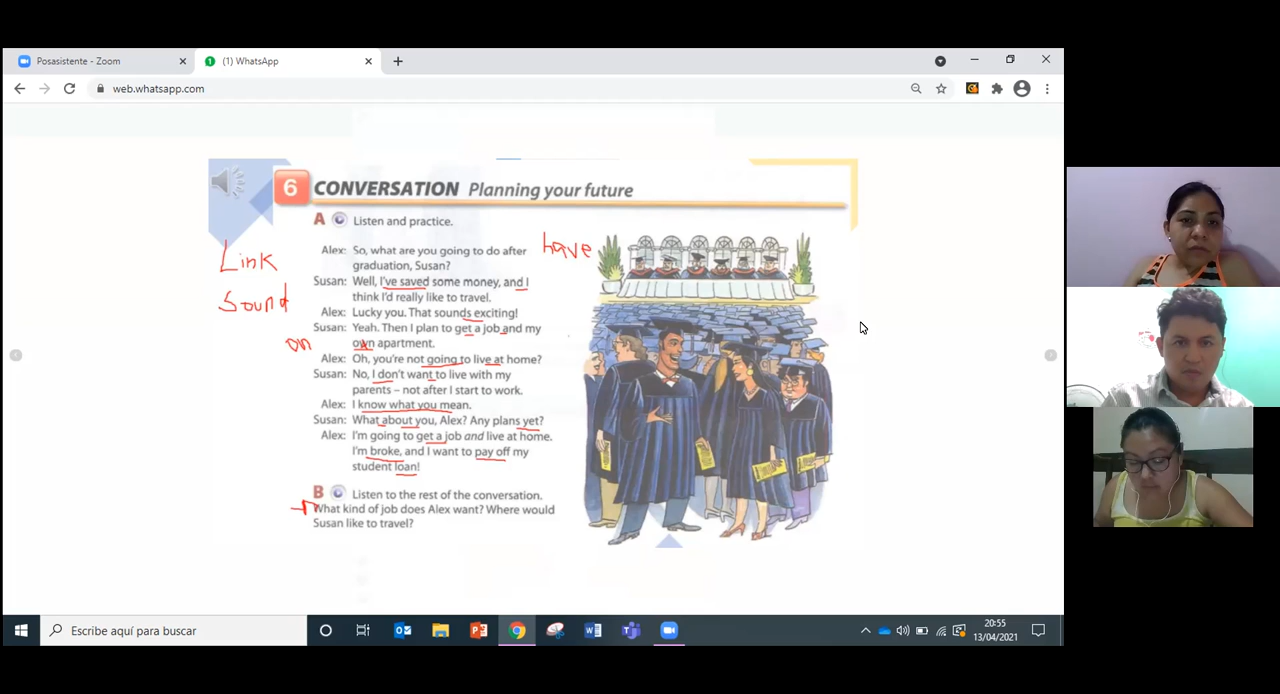 Posasistente - Zoom
(1) WhatsApp
web.whatsapp.com
6 CONVERSATION Planning your future
A Listen and practice.
Link
Sound
have
on
Alex: So, what are you going to do after
graduation, Susan?
Susan: Well, I've saved some money, and I
think I'd really like to travel.
Alex: Lucky you. That sounds exciting!
Susan: Yeah. Then I plan to get a job and my
own apartment.
Alex: Oh, you're not going to live at home?
Susan: No, I don't want to live with my
parents – not after I start to work.
Alex: I know what you mean.
Susan: What about you, Alex? Any plans yet?
Alex: I'm going to get a job and live at home.
I'm broke, and I want to pay off my
student loan!
B Listen to the rest of the conversation.
What kind of job does Alex want? Where would
Susan like to travel?
Escribe aquí para buscar
20:55
13/04/2021